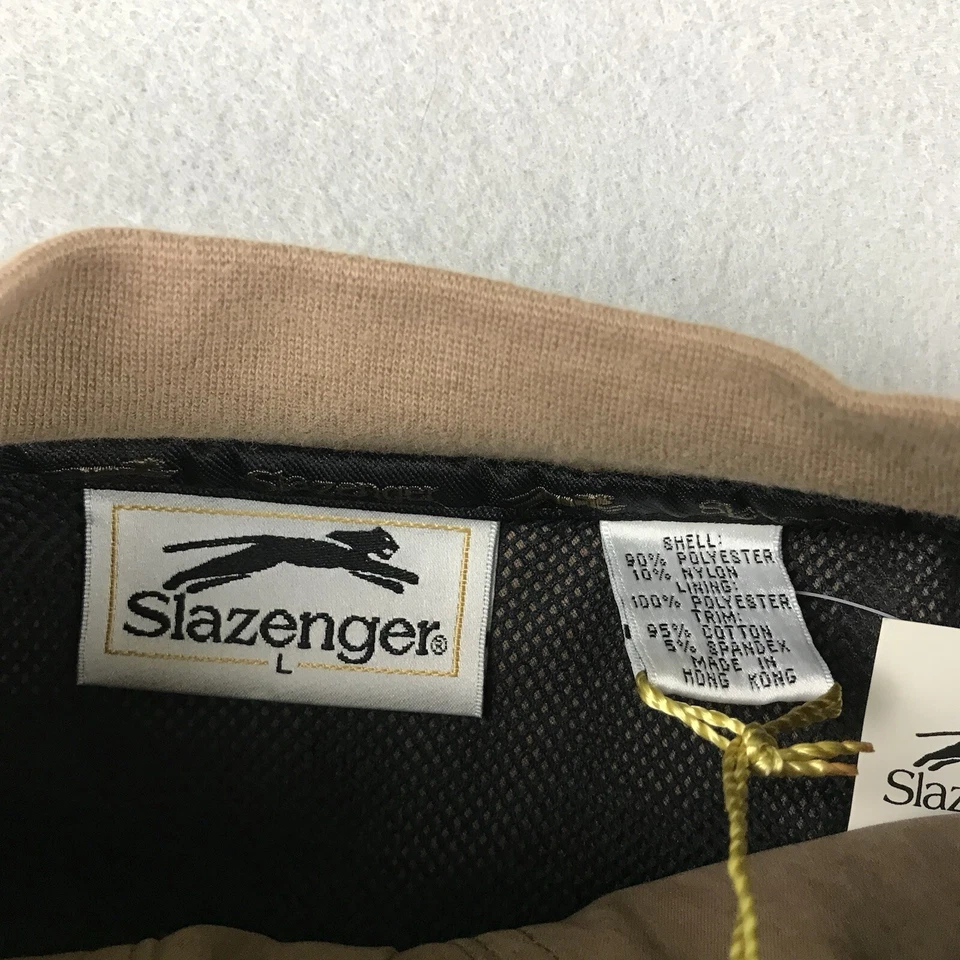 Slazenger
Slazenger®
L
SHELL:
90% POLYESTER
10% NYLON
LINING:
100% POLYESTER
TRIM:
95% COTTON
5% SPANDEX
MADE IN
HONG KONG
Slaz